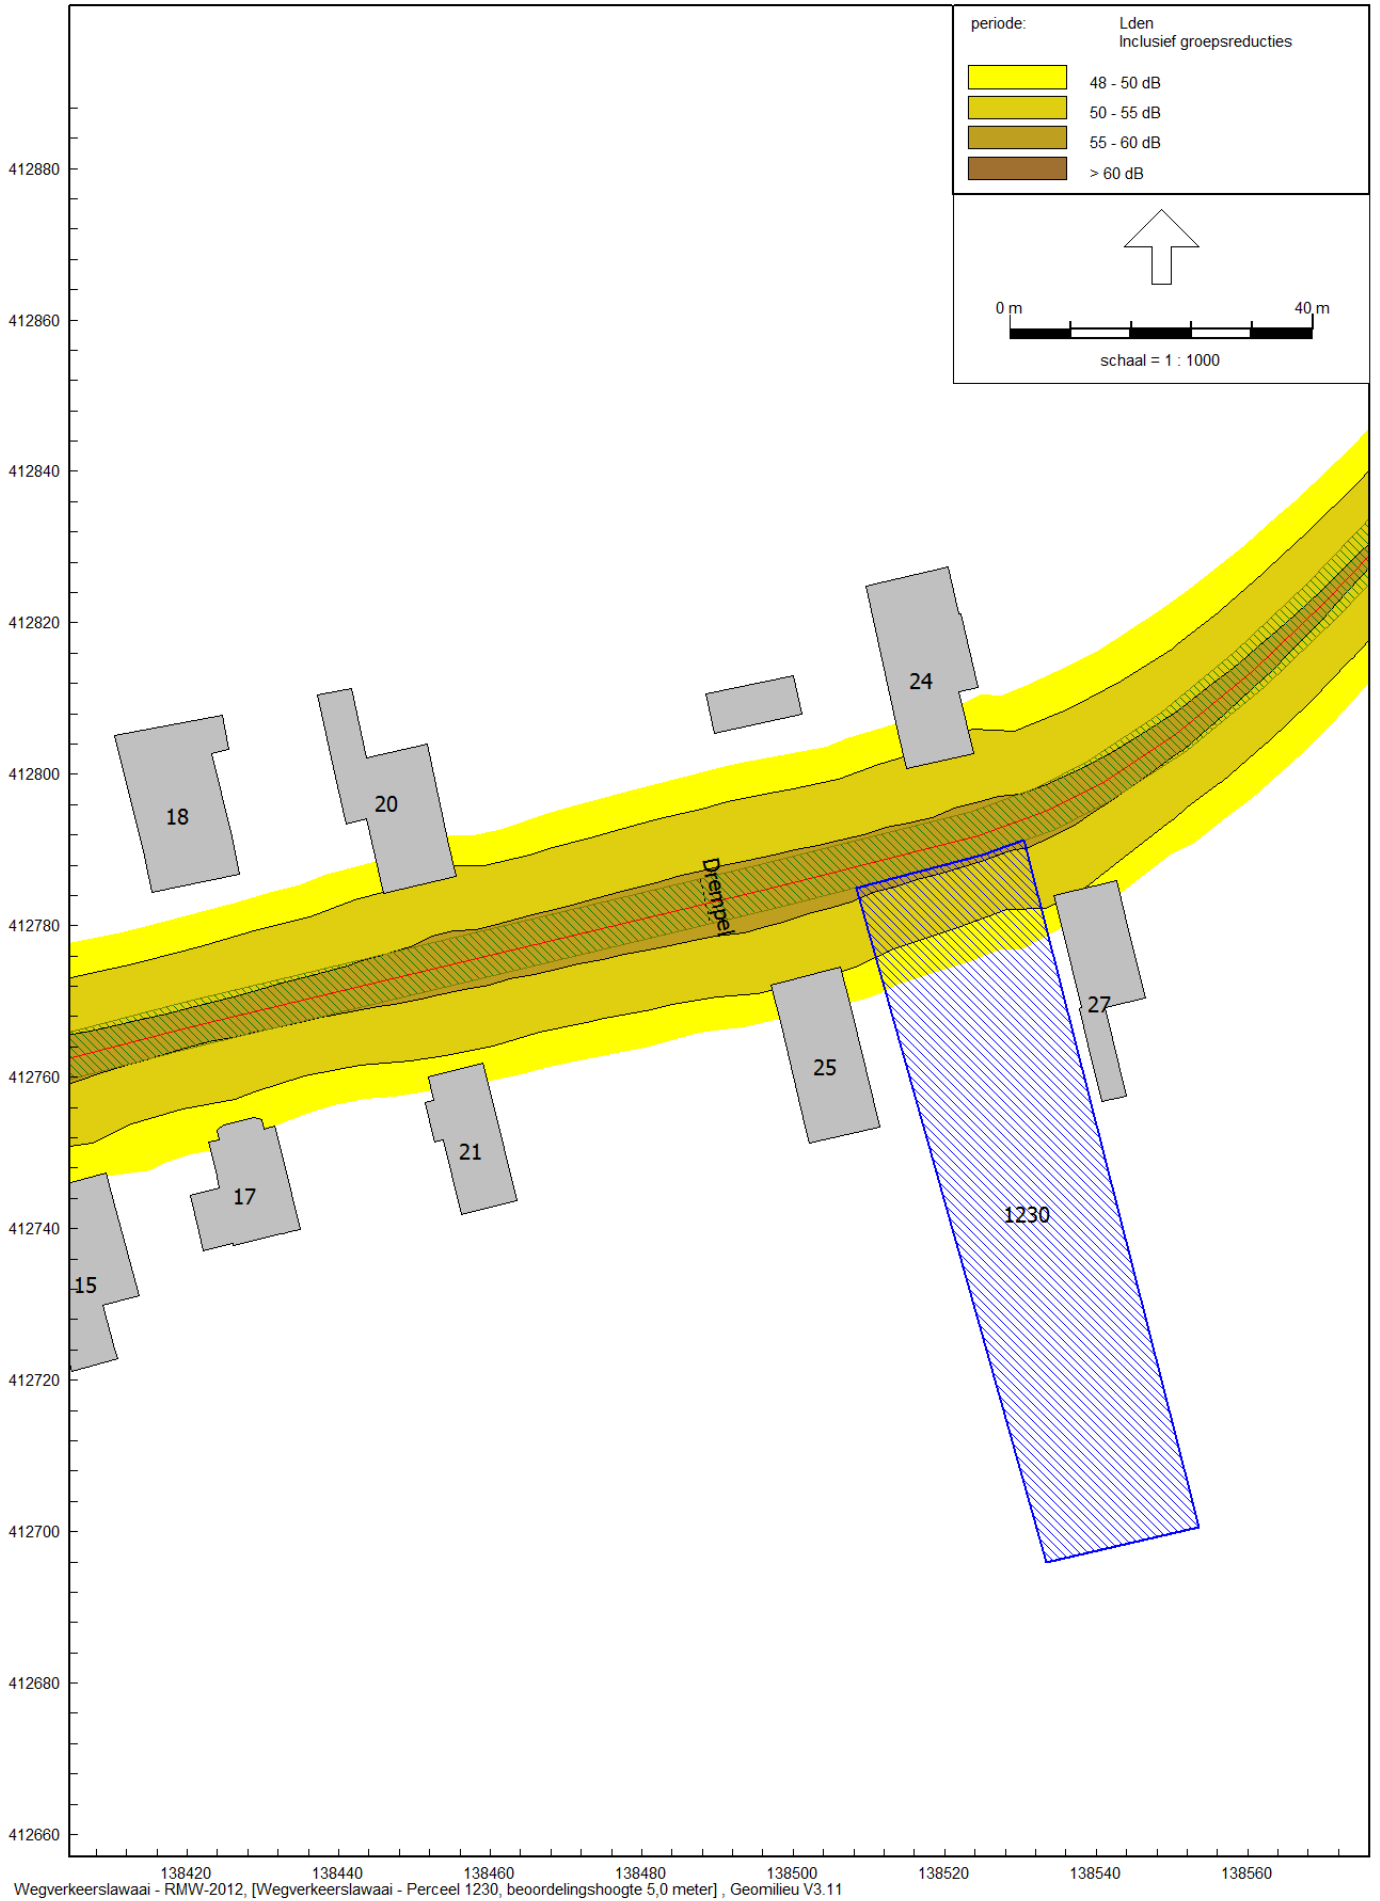 periode: Lden
Inclusief groepsreducties
48 - 50 dB
50 - 55 dB
55 - 60 dB
> 60 dB
0 m 40 m
schaal = 1 : 1000
412880
412860
412840
412820
412800
412780
412760
412740
412720
412700
412680
412660
24
20
18
Drempel
27
25
21
17
15
1230
138420 138440 138460 138480 138500 138520 138540 138560
Wegverkeerslawaai - RMW-2012, [Wegverkeerslawaai - Perceel 1230, beoordelingshoogte 5,0 meter] , Geomilieu V3.11